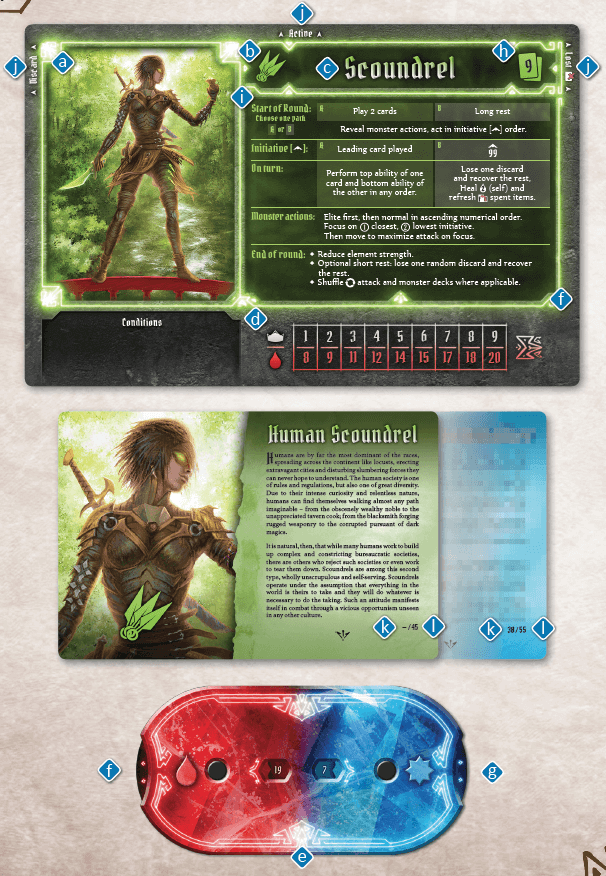 j
Active
j
Discard
a
b
c
Scoundrel
h
9
Lost
j
i
Start of Round:
Choose one path
A or B
A
Play 2 cards
B
Long rest
Reveal monster actions, act in initiative [ ] order.
Initiative [ ]:
A
Leading card played
B
99
On turn:
Perform top ability of one
card and bottom ability of
the other in any order.
Lose one discard
and recover the rest,
Heal 2 (self) and
refresh spent items.
Monster actions:
Elite first, then normal in ascending numerical order.
Focus on ① closest, ② lowest initiative.
Then move to maximize attack on focus.
End of round:
◆ Reduce element strength.
◆ Optional short rest: lose one random discard and recover
the rest.
◆ Shuffle attack and monster decks where applicable.
f
d
Conditions
1 2 3 4 5 6 7 8 9
8 9 11 12 14 15 17 18 20
Human Scoundrel
Humans are by far the most dominant of the races,
spreading across the continent like locusts, erecting
extravagant cities and disturbing slumbering forces they
can never hope to understand. The human society is one
of rules and regulations, but also one of great diversity.
Due to their intense curiosity and relentless nature,
humans can find themselves walking almost any path
imaginable – from the obscenely wealthy noble to the
unappreciated tavern cook; from the blacksmith forging
rugged weaponry to the corrupted pursuant of dark
magics.
It is natural, then, that while many humans work to build
up complex and constricting bureaucratic societies,
there are others who reject such societies or even work
to tear them down. Scoundrels are among this second
type, wholly unscrupulous and self-serving. Scoundrels
operate under the assumption that everything in the
world is theirs to take and they will do whatever is
necessary to do the taking. Such an attitude manifests
itself in combat through a vicious opportunism unseen
in any other culture.
k
–/45
l
k
38/55
l
f
19
7
g
e